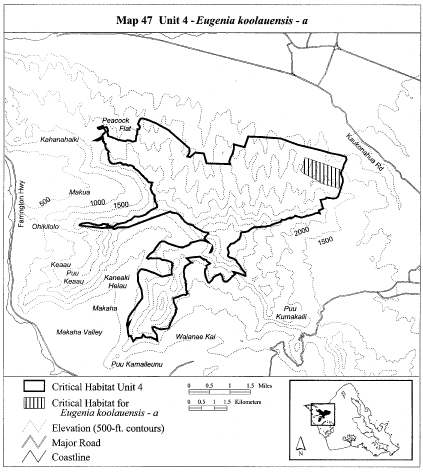 Map 47 Unit 4 - Eugenia koolauensis - a
Peacock
Flat
Kahanahaiki
Kaukonahua Rd
Makua
500
1000
1500
Farrington Hwy
Ohikilolo
2000
1500
Keaau
Puu
Keaau
Kaneaki
Heiau
Makaha
Puu
Kumakalii
Makaha Valley
Waianae Kai
Puu Kamaileunu
Critical Habitat Unit 4
Critical Habitat for
Eugenia koolauensis - a
Elevation (500-ft. contours)
Major Road
Coastline
0 0.5 1 1.5 Miles
0 0.5 1 1.5 Kilometers
N